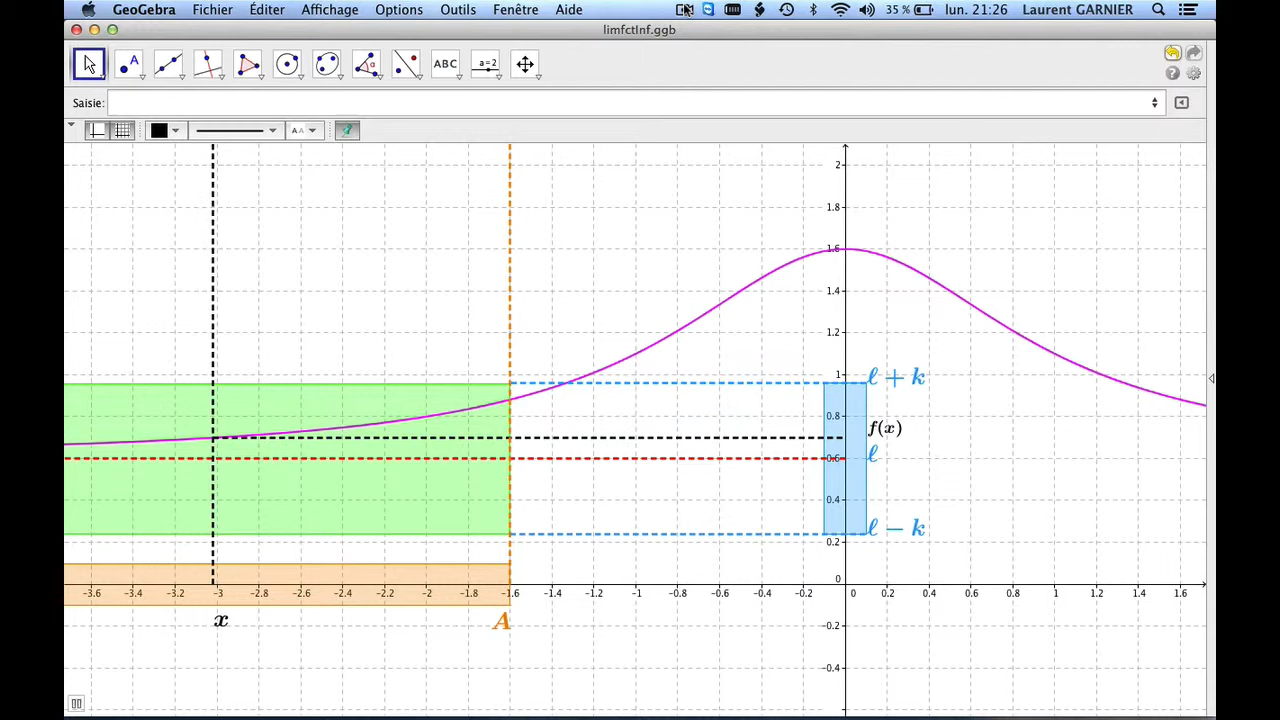 GeoGebra Fichier Éditer Affichage Options Outils Fenêtre Aide 35 % lun. 21:26 Laurent GARNIER
limfctInf.ggb
A ABC a=2
Saisie:
A A
2
1.8
1.6
1.4
1.2
1
ℓ + k
0.8
f(x)
0.6
ℓ
0.4
ℓ − k
0.2
0
−3.6 −3.4 −3.2 −3 −2.8 −2.6 −2.4 −2.2 −2 −1.8 −1.6 −1.4 −1.2 −1 −0.8 −0.6 −0.4 −0.2 0 0.2 0.4 0.6 0.8 1 1.2 1.4 1.6
x A
−0.2
−0.4